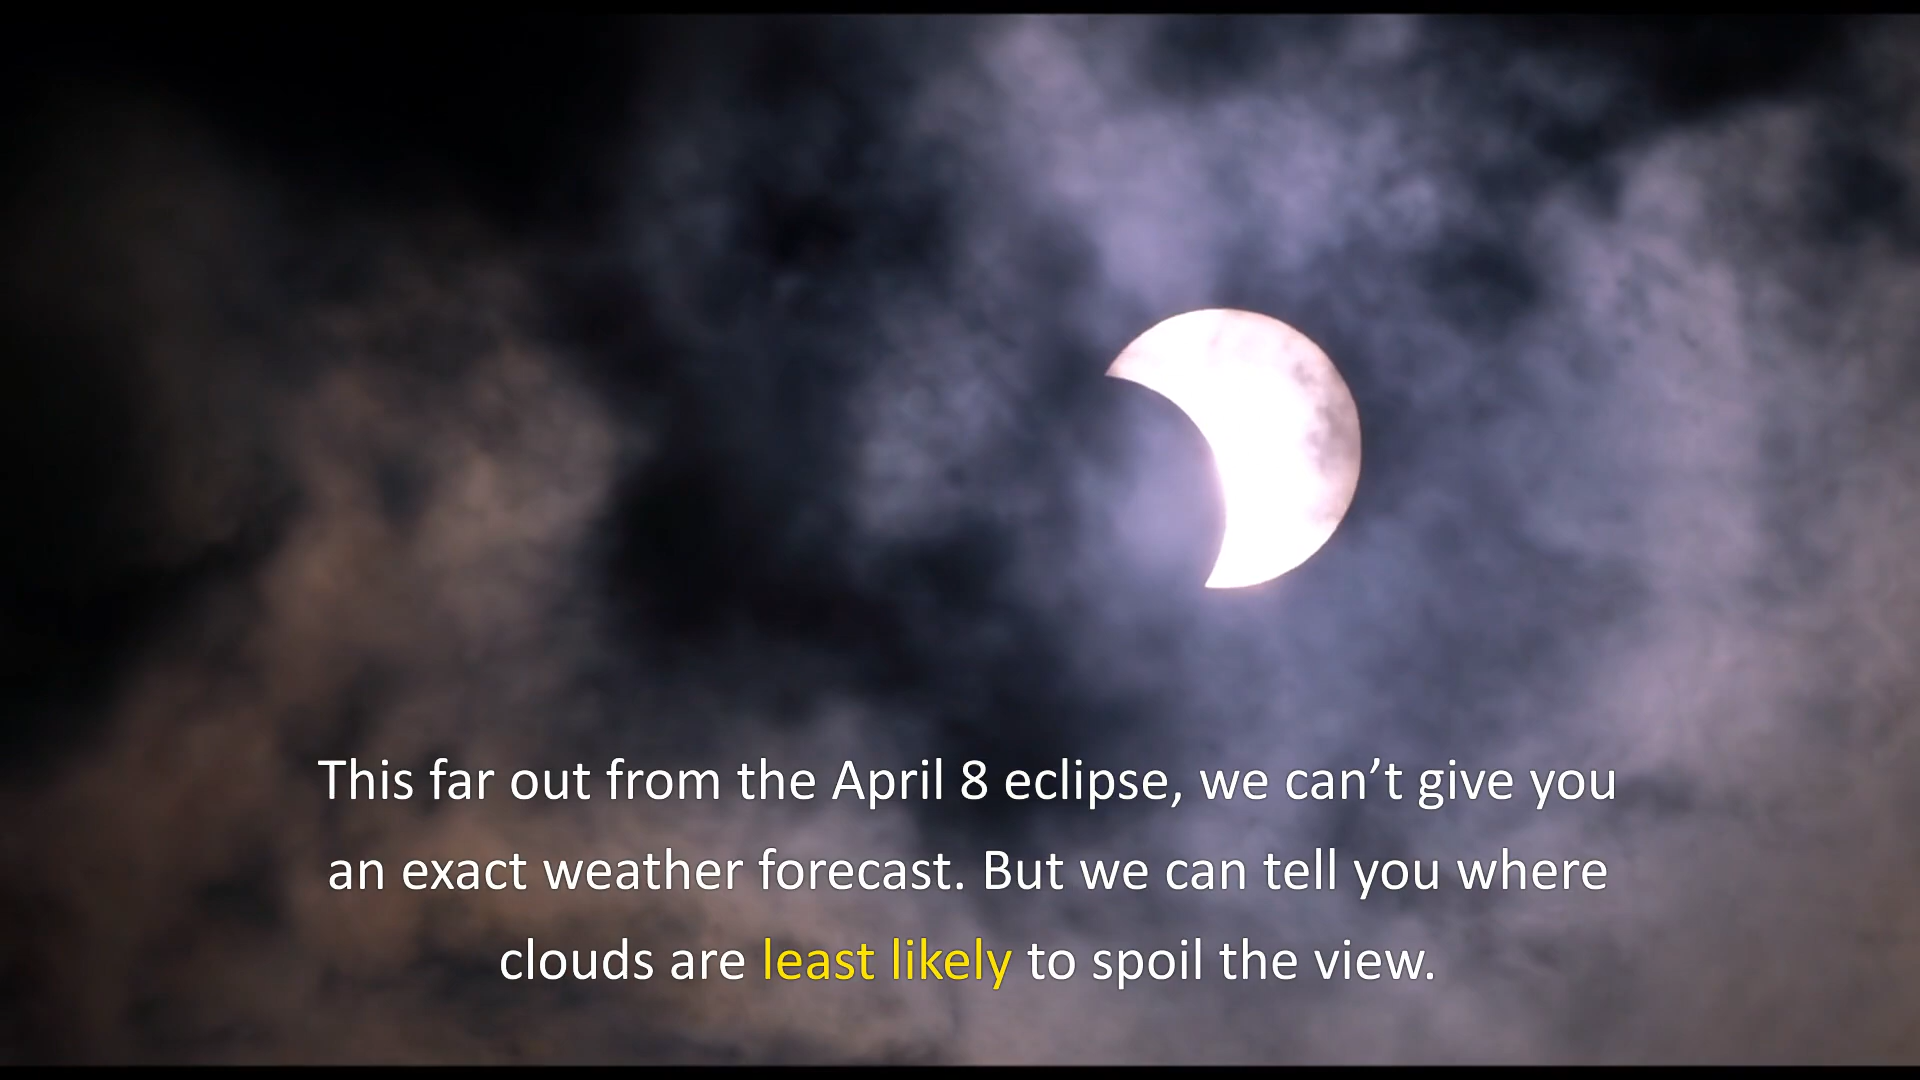 This far out from the April 8 eclipse, we can’t give you
an exact weather forecast. But we can tell you where
clouds are least likely to spoil the view.